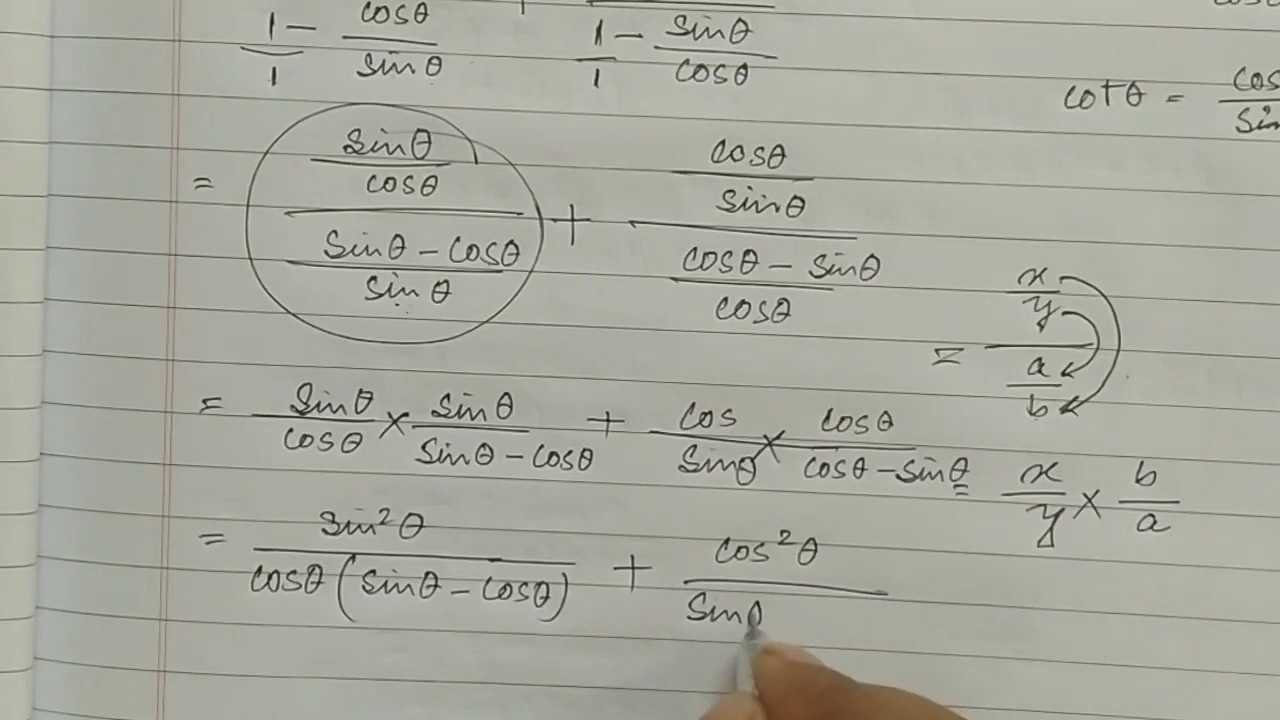 1/1 - cosθ/sinθ + 1/1 - sinθ/cosθ
cotθ = cos/sin
= (sinθ/cosθ)/((sinθ - cosθ)/sinθ) + (cosθ/sinθ)/((cosθ - sinθ)/cosθ)
= (x/y)/(a/b)
= sinθ/cosθ × sinθ/(sinθ - cosθ) + cos/sinθ × cosθ/(cosθ - sinθ)
= x/y × b/a
= sin²θ/(cosθ(sinθ - cosθ)) + cos²θ/sinθ